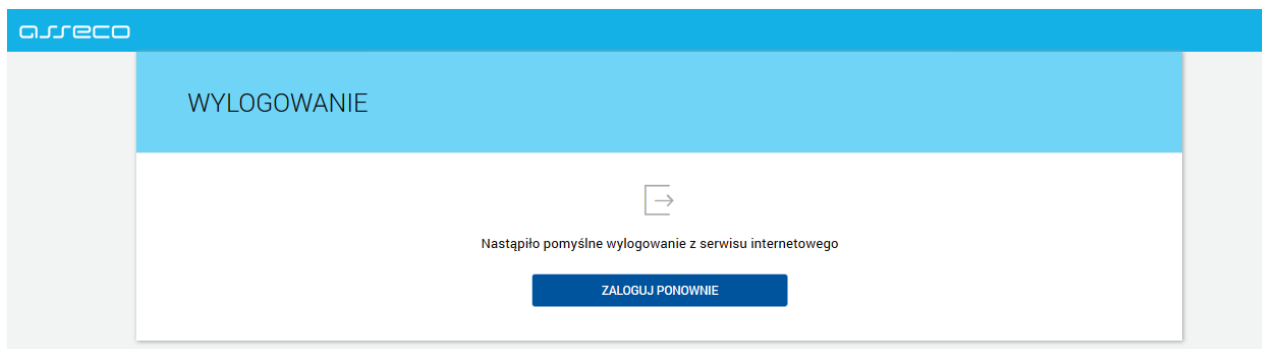 asseco
WYLOGOWANIE
Nastąpiło pomyślne wylogowanie z serwisu internetowego
ZALOGUJ PONOWNIE